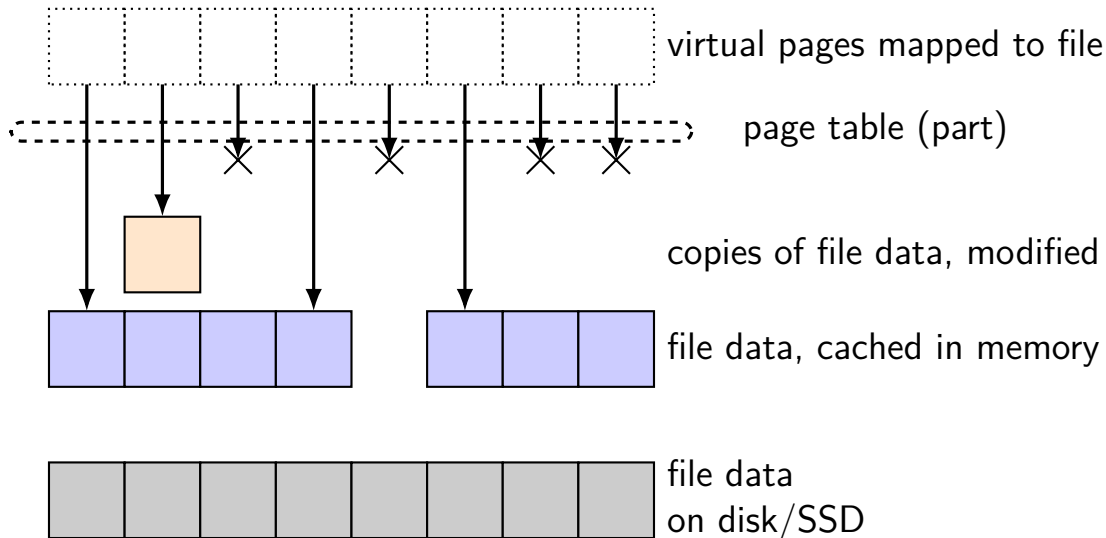 virtual pages mapped to file
page table (part)
copies of file data, modified
file data, cached in memory
file data
on disk/SSD